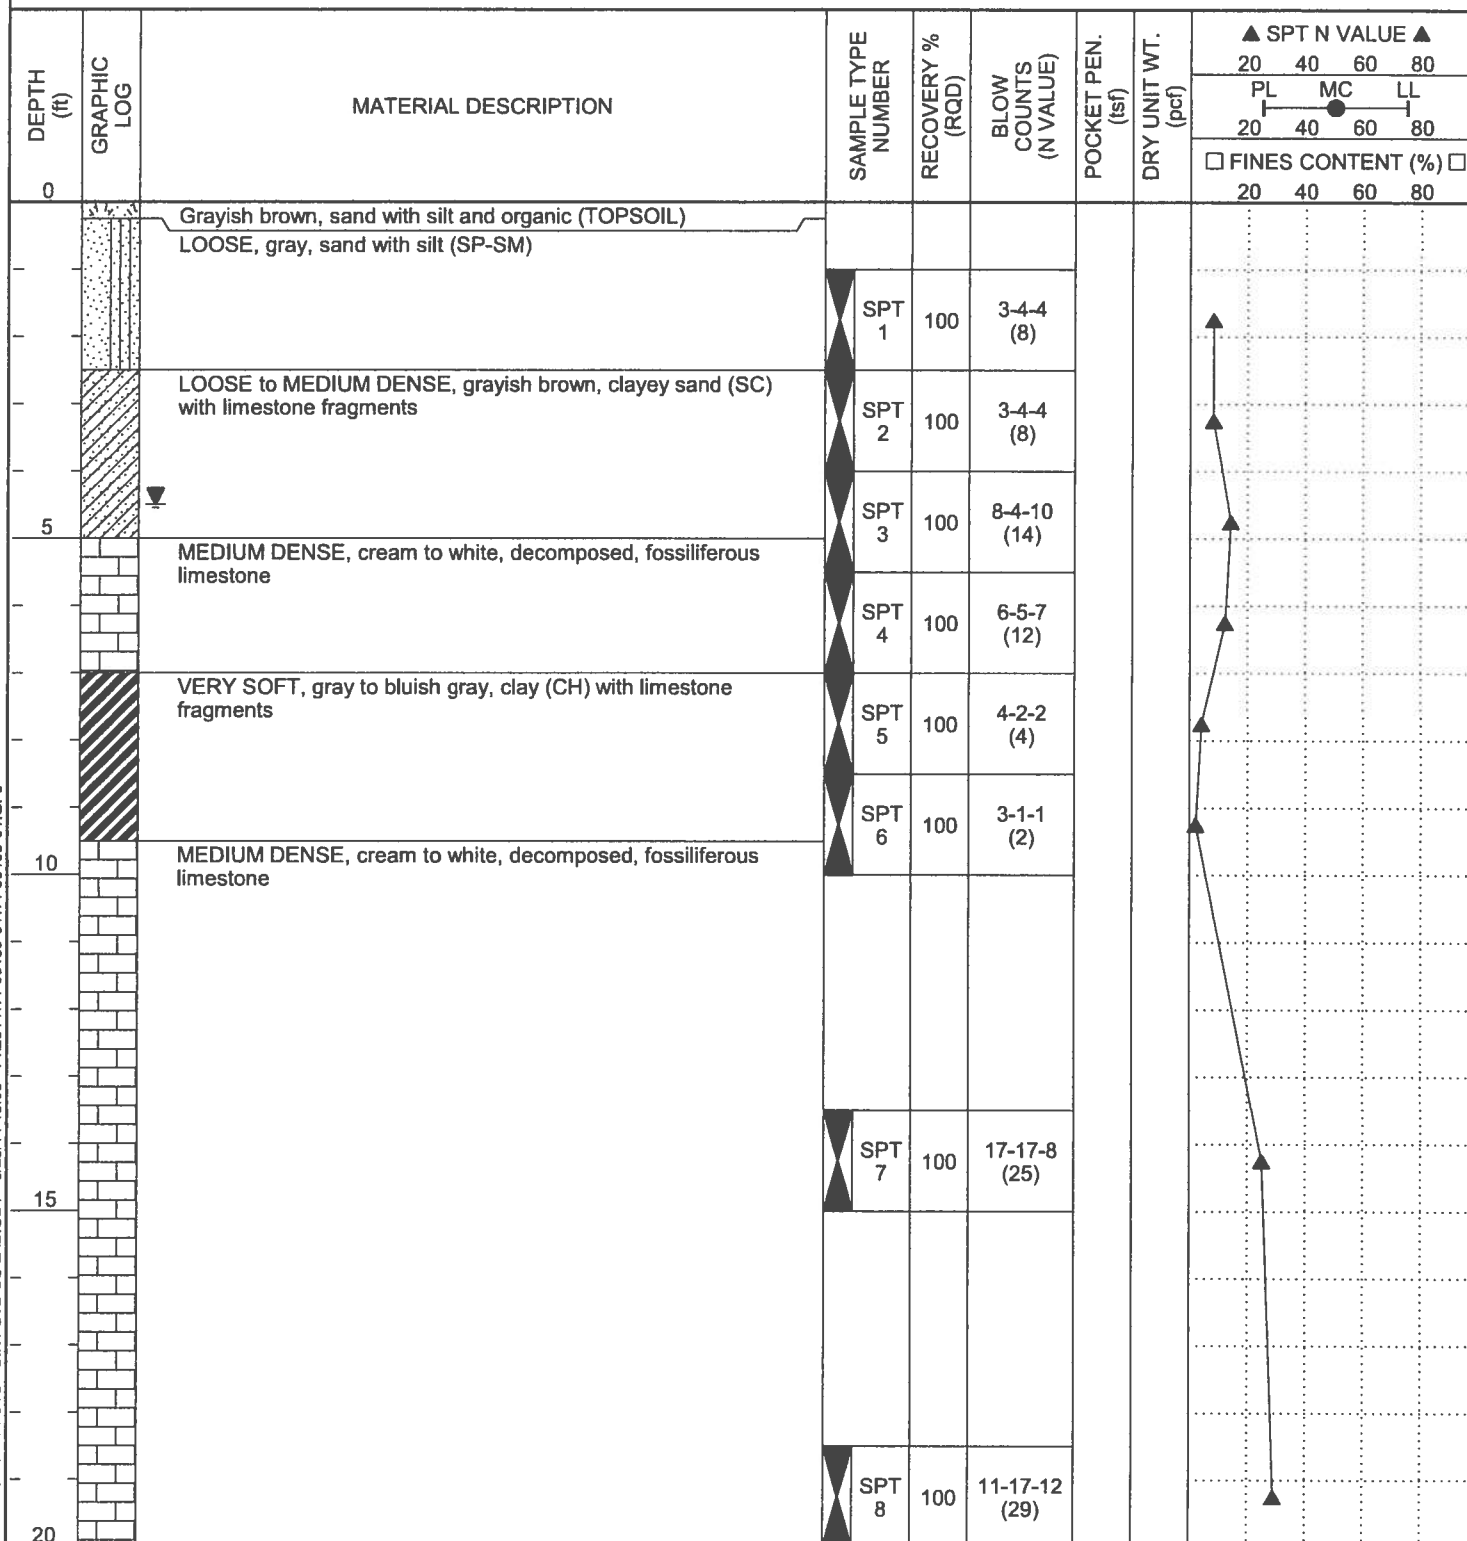 DEPTH
(ft)
GRAPHIC
LOG
MATERIAL DESCRIPTION
SAMPLE TYPE
NUMBER
RECOVERY %
(RQD)
BLOW
COUNTS
(N VALUE)
POCKET PEN.
(tsf)
DRY UNIT WT.
(pcf)
▲ SPT N VALUE ▲
20 40 60 80
PL MC LL
20 40 60 80
□ FINES CONTENT (%) □
20 40 60 80
0
Grayish brown, sand with silt and organic (TOPSOIL)
LOOSE, gray, sand with silt (SP-SM)
SPT
1
100
3-4-4
(8)
LOOSE to MEDIUM DENSE, grayish brown, clayey sand (SC)
with limestone fragments
SPT
2
100
3-4-4
(8)
SPT
3
100
8-4-10
(14)
5
MEDIUM DENSE, cream to white, decomposed, fossiliferous
limestone
SPT
4
100
6-5-7
(12)
VERY SOFT, gray to bluish gray, clay (CH) with limestone
fragments
SPT
5
100
4-2-2
(4)
SPT
6
100
3-1-1
(2)
MEDIUM DENSE, cream to white, decomposed, fossiliferous
limestone
10
SPT
7
100
17-17-8
(25)
15
SPT
8
100
11-17-12
(29)
20